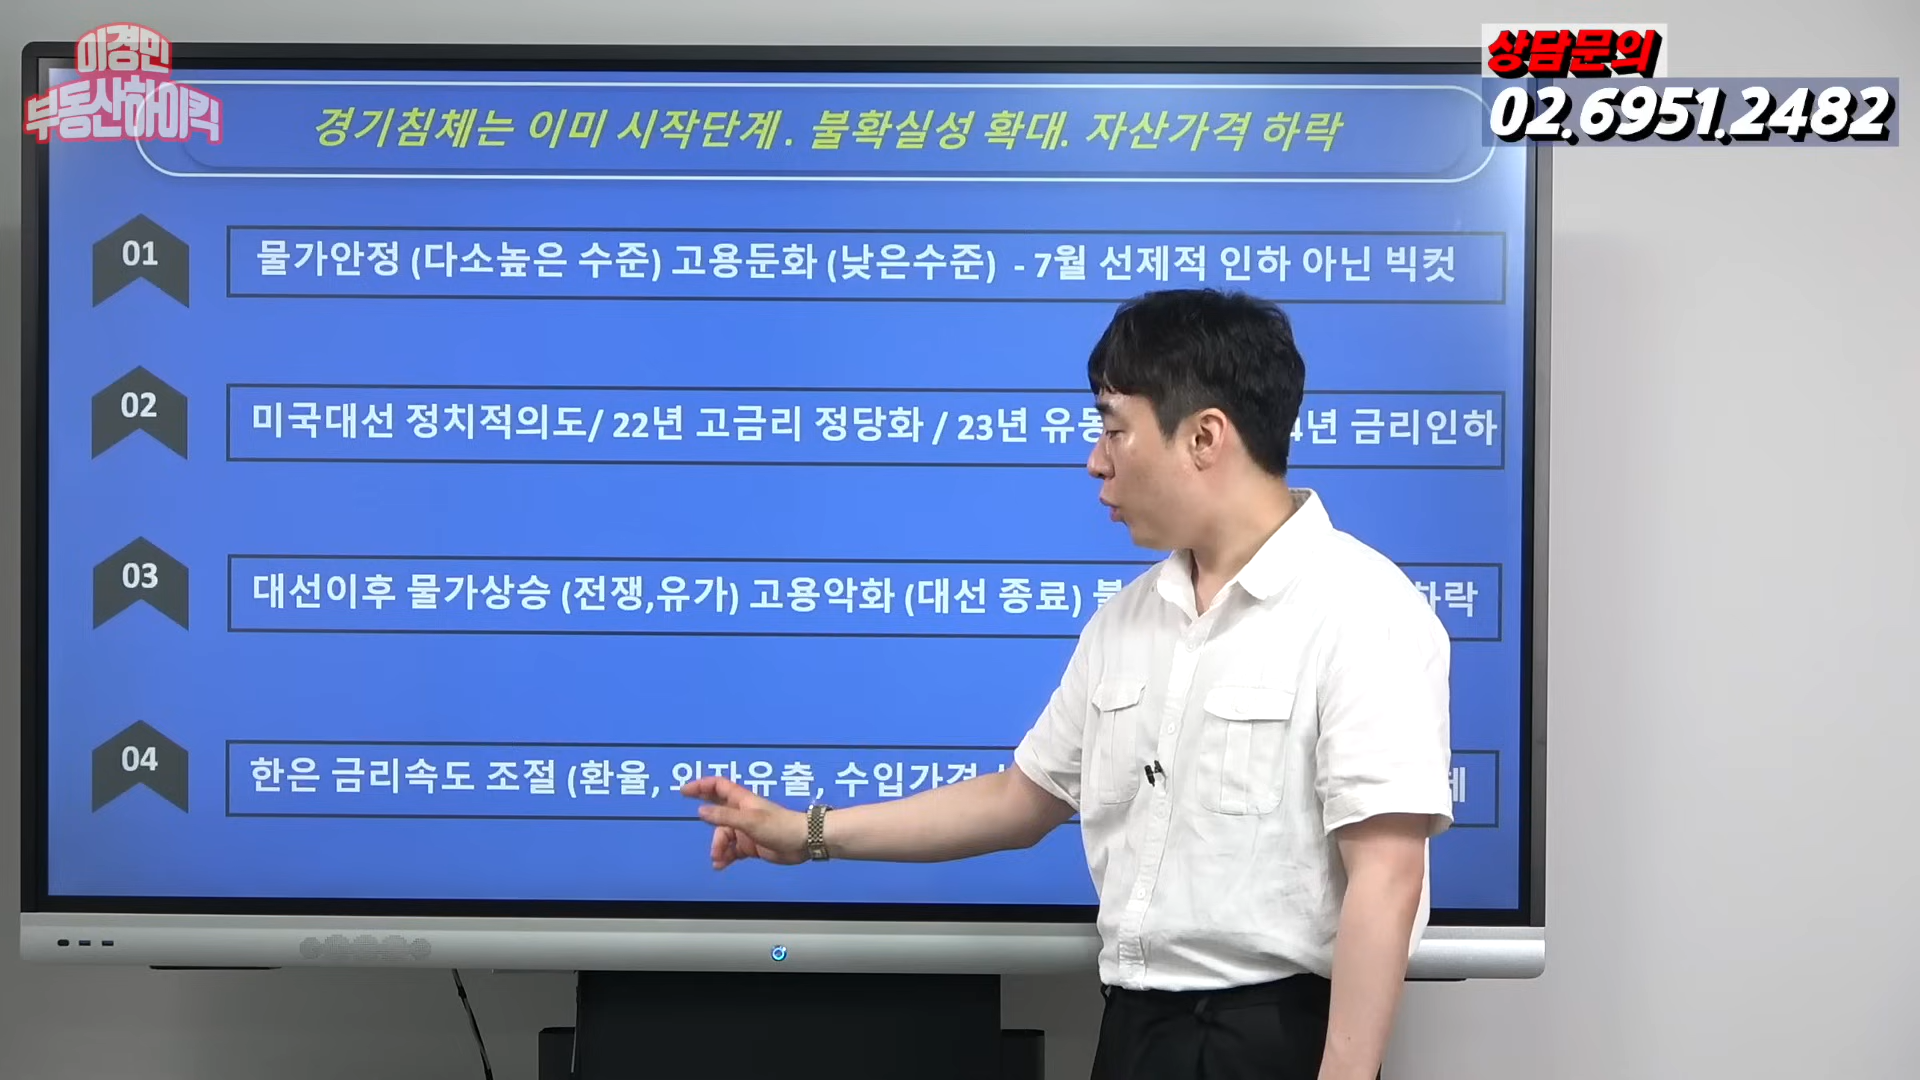 이경민
부동산하이킥
상담문의
02.6951.2482
경기침체는 이미 시작단계. 불확실성 확대. 자산가격 하락
01
물가안정 (다소높은 수준) 고용둔화 (낮은수준) - 7월 선제적 인하 아닌 빅컷
02
미국대선 정치적의도/ 22년 고금리 정당화 / 23년 4년 금리인하
03
대선이후 물가상승 (전쟁,유가) 고용악화 (대선 종료) 하락
04
한은 금리속도 조절 (환율, 외자유출, 수입가격